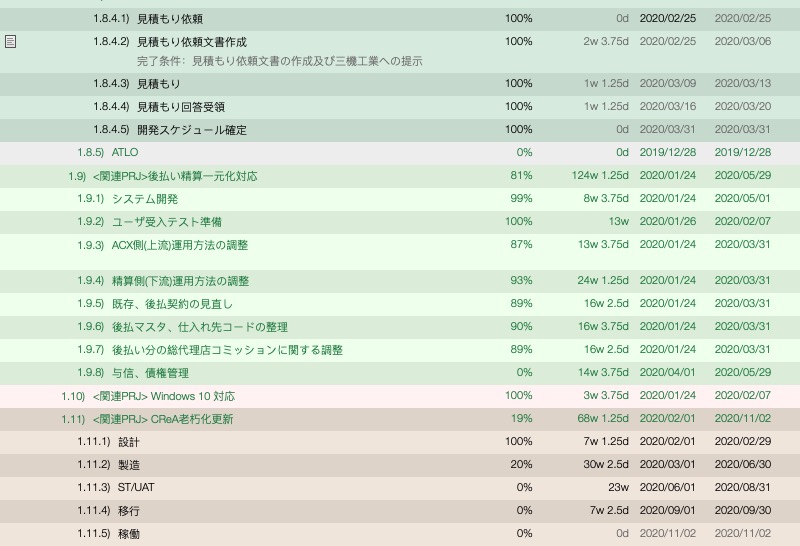 1.8.4.1) 見積もり依頼 100% 0d 2020/02/25 2020/02/25
1.8.4.2) 見積もり依頼文書作成 100% 2w 3.75d 2020/02/25 2020/03/06
完了条件：見積もり依頼文書の作成及び三機工業への提示
1.8.4.3) 見積もり 100% 1w 1.25d 2020/03/09 2020/03/13
1.8.4.4) 見積もり回答受領 100% 1w 1.25d 2020/03/16 2020/03/20
1.8.4.5) 開発スケジュール確定 100% 0d 2020/03/31 2020/03/31
1.8.5) ATLO 0% 0d 2019/12/28 2019/12/28
1.9) <関連PRJ>後払い精算一元化対応 81% 124w 1.25d 2020/01/24 2020/05/29
1.9.1) システム開発 99% 8w 3.75d 2020/01/24 2020/05/01
1.9.2) ユーザ受入テスト準備 100% 13w 2020/01/26 2020/02/07
1.9.3) ACX側(上流)運用方法の調整 87% 13w 3.75d 2020/01/24 2020/03/31
1.9.4) 精算側(下流)運用方法の調整 93% 24w 1.25d 2020/01/24 2020/03/31
1.9.5) 既存、後払契約の見直し 89% 16w 2.5d 2020/01/24 2020/03/31
1.9.6) 後払マスタ、仕入れ先コードの整理 90% 16w 3.75d 2020/01/24 2020/03/31
1.9.7) 後払い分の総代理店コミッションに関する調整 89% 16w 2.5d 2020/01/24 2020/03/31
1.9.8) 与信、債権管理 0% 14w 3.75d 2020/04/01 2020/05/29
1.10) <関連PRJ> Windows 10 対応 100% 3w 3.75d 2020/01/24 2020/02/07
1.11) <関連PRJ> CReA老朽化更新 19% 68w 1.25d 2020/02/01 2020/11/02
1.11.1) 設計 100% 7w 1.25d 2020/02/01 2020/02/29
1.11.2) 製造 20% 30w 2.5d 2020/03/01 2020/06/30
1.11.3) ST/UAT 0% 23w 2020/06/01 2020/08/31
1.11.4) 移行 0% 7w 2.5d 2020/09/01 2020/09/30
1.11.5) 稼働 0% 0d 2020/11/02 2020/11/02